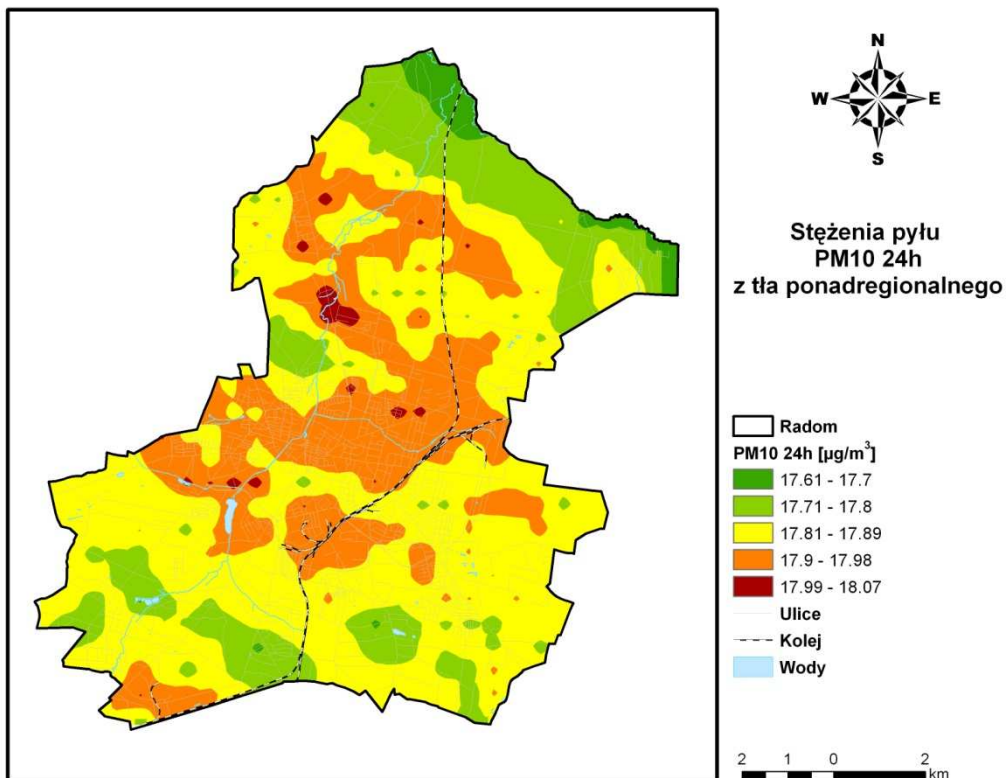 N
W E
S
Stężenia pyłu
PM10 24h
z tła ponadregionalnego
Radom
PM10 24h [µg/m³]
17.61 - 17.7
17.71 - 17.8
17.81 - 17.89
17.9 - 17.98
17.99 - 18.07
Ulice
Kolej
Wody
2 1 0 2
km